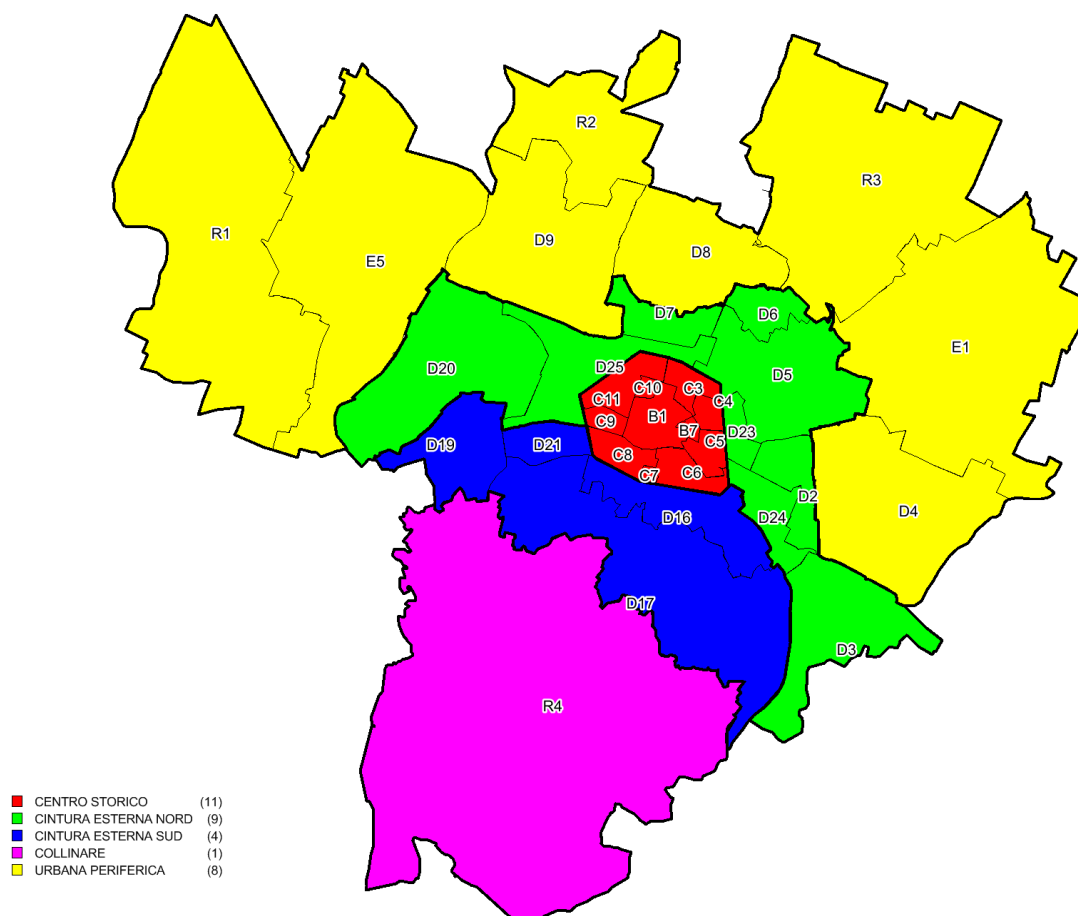 R2
R3
R1
D9
D8
E5
D7
D6
E1
D25
D20
D5
C10
C3
C11
C4
B1
C9
B7
D23
C5
D19
D21
C8
C7
C6
D2
D4
D16
D24
D17
D3
R4
CENTRO STORICO (11)
CINTURA ESTERNA NORD (9)
CINTURA ESTERNA SUD (4)
COLLINARE (1)
URBANA PERIFERICA (8)